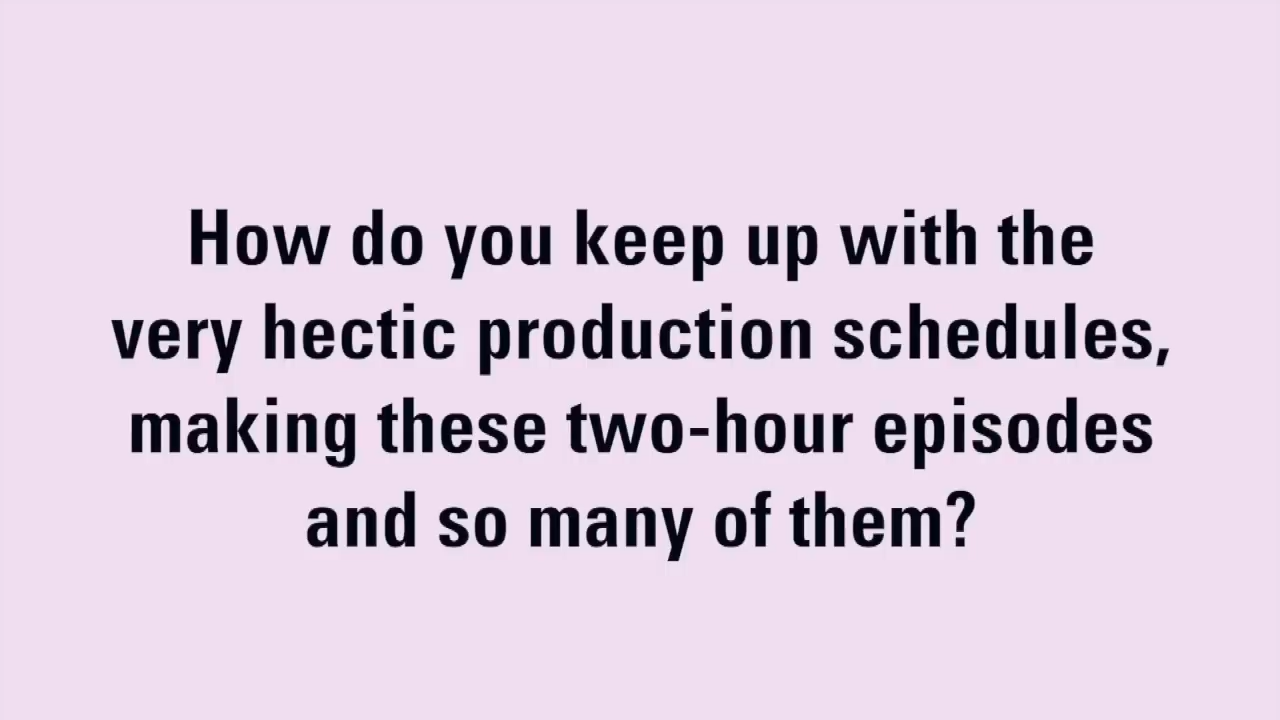 How do you keep up with the
very hectic production schedules,
making these two-hour episodes
and so many of them?